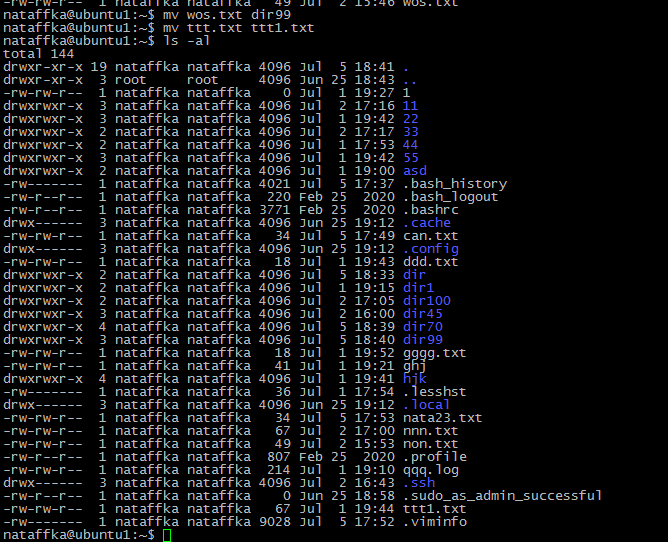 -rw-rw-r--  1 nataffka nataffka   49 Jul  2 15:46 wos.txt
nataffka@ubuntu1:~$ mv wos.txt dir99
nataffka@ubuntu1:~$ mv ttt.txt ttt1.txt
nataffka@ubuntu1:~$ ls -al
total 144
drwxr-xr-x 19 nataffka nataffka 4096 Jul  5 18:41 .
drwxr-xr-x  3 root     root     4096 Jun 25 18:43 ..
-rw-rw-r--  1 nataffka nataffka    0 Jul  1 19:27 1
drwxrwxr-x  3 nataffka nataffka 4096 Jul  2 17:16 11
drwxrwxr-x  3 nataffka nataffka 4096 Jul  1 19:42 22
drwxrwxr-x  2 nataffka nataffka 4096 Jul  2 17:17 33
drwxrwxr-x  2 nataffka nataffka 4096 Jul  1 17:53 44
drwxrwxr-x  3 nataffka nataffka 4096 Jul  1 19:42 55
drwxrwxr-x  2 nataffka nataffka 4096 Jul  1 19:00 asd
-rw-------  1 nataffka nataffka 4021 Jul  5 17:37 .bash_history
-rw-r--r--  1 nataffka nataffka  220 Feb 25  2020 .bash_logout
-rw-r--r--  1 nataffka nataffka 3771 Feb 25  2020 .bashrc
drwx------  3 nataffka nataffka 4096 Jun 25 19:12 .cache
-rw-rw-r--  1 nataffka nataffka   34 Jul  5 17:49 can.txt
drwx------  3 nataffka nataffka 4096 Jun 25 19:12 .config
-rw-rw-r--  1 nataffka nataffka   18 Jul  1 19:43 ddd.txt
drwxrwxr-x  2 nataffka nataffka 4096 Jul  5 18:33 dir
drwxrwxr-x  2 nataffka nataffka 4096 Jul  1 19:15 dir1
drwxrwxr-x  2 nataffka nataffka 4096 Jul  2 17:05 dir100
drwxrwxr-x  3 nataffka nataffka 4096 Jul  2 16:00 dir45
drwxrwxr-x  4 nataffka nataffka 4096 Jul  5 18:39 dir70
drwxrwxr-x  3 nataffka nataffka 4096 Jul  5 18:40 dir99
-rw-rw-r--  1 nataffka nataffka   18 Jul  1 19:52 gggg.txt
-rw-rw-r--  1 nataffka nataffka   41 Jul  1 19:21 ghj
drwxrwxr-x  4 nataffka nataffka 4096 Jul  1 19:41 hjk
-rw-------  1 nataffka nataffka   36 Jul  1 17:54 .lesshst
drwx------  3 nataffka nataffka 4096 Jun 25 19:12 .local
-rw-rw-r--  1 nataffka nataffka   34 Jul  5 17:53 nata23.txt
-rw-rw-r--  1 nataffka nataffka   67 Jul  2 17:00 nnn.txt
-rw-rw-r--  1 nataffka nataffka   49 Jul  2 15:53 non.txt
-rw-r--r--  1 nataffka nataffka  807 Feb 25  2020 .profile
-rw-rw-r--  1 nataffka nataffka  214 Jul  1 19:10 qqq.log
drwx------  3 nataffka nataffka 4096 Jul  2 16:43 .ssh
-rw-r--r--  1 nataffka nataffka    0 Jun 25 18:58 .sudo_as_admin_successful
-rw-rw-r--  1 nataffka nataffka   67 Jul  1 19:44 ttt1.txt
-rw-------  1 nataffka nataffka 9028 Jul  5 17:52 .viminfo
nataffka@ubuntu1:~$